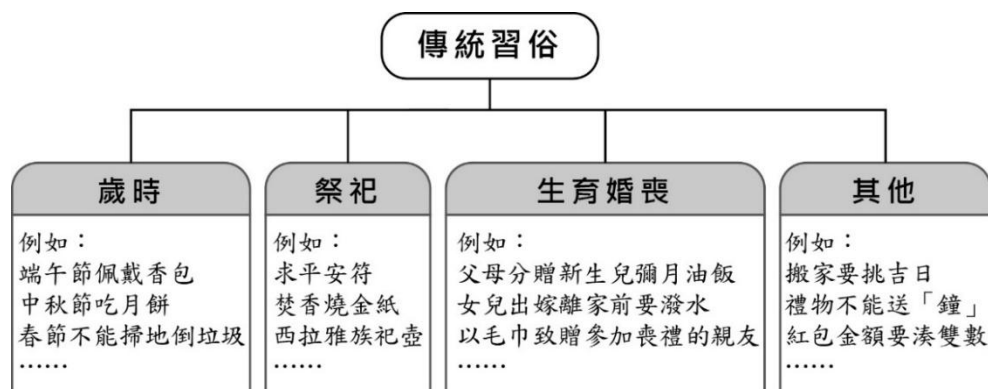 傳統習俗
歲時
例如：
端午節佩戴香包
中秋節吃月餅
春節不能掃地倒垃圾
……
祭祀
例如：
求平安符
焚香燒金紙
西拉雅族祀壺
……
生育婚喪
例如：
父母分贈新生兒彌月油飯
女兒出嫁離家前要潑水
以毛巾致贈參加喪禮的親友
……
其他
例如：
搬家要挑吉日
禮物不能送「鐘」
紅包金額要湊雙數
……